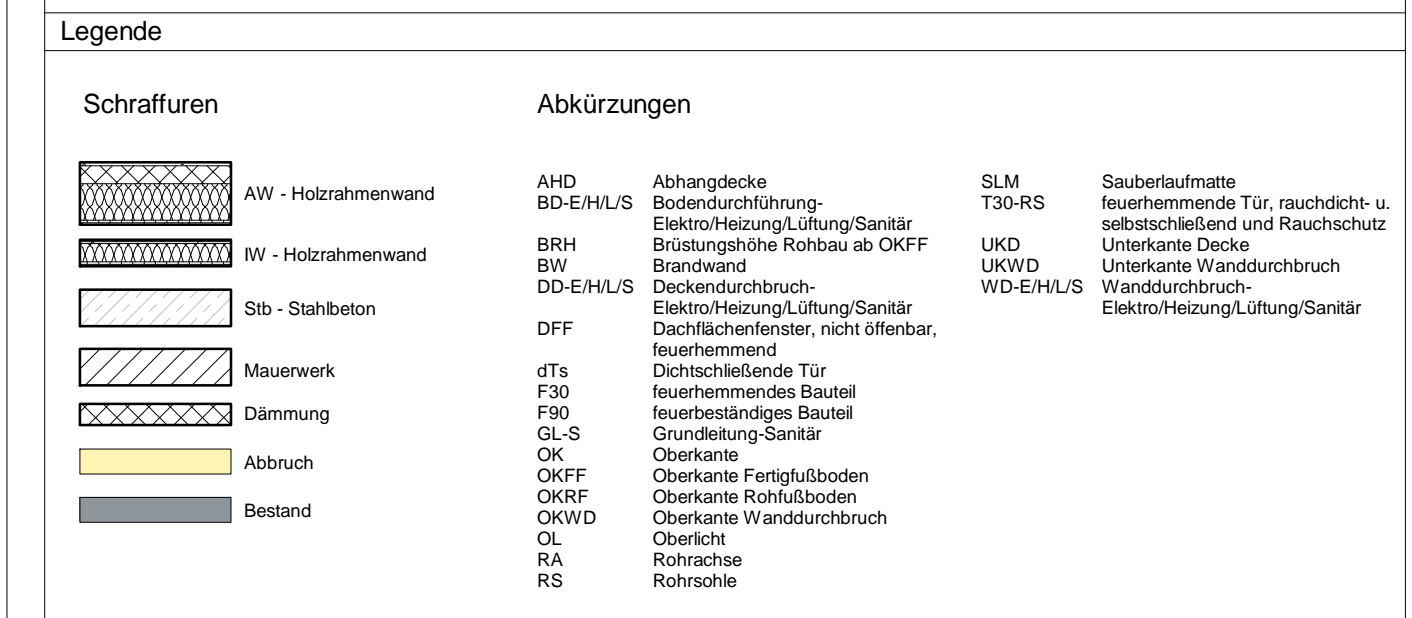 Legende
Schraffuren
AW - Holzrahmenwand
IW - Holzrahmenwand
Stb - Stahlbeton
Mauerwerk
Dämmung
Abbruch
Bestand
Abkürzungen
AHD Abhangdecke
BD-E/H/L/S Bodendurchführung-
Elektro/Heizung/Lüftung/Sanitär
BRH Brüstungshöhe Rohbau ab OKFF
BW Brandwand
DD-E/H/L/S Deckendurchbruch-
Elektro/Heizung/Lüftung/Sanitär
DFF Dachflächenfenster, nicht öffenbar,
feuerhemmend
dTs Dichtschließende Tür
F30 feuerhemmendes Bauteil
F90 feuerbeständiges Bauteil
GL-S Grundleitung-Sanitär
OK Oberkante
OKFF Oberkante Fertigfußboden
OKRF Oberkante Rohfußboden
OKWD Oberkante Wanddurchbruch
OL Oberlicht
RA Rohrachse
RS Rohrsohle
SLM Sauberlaufmatte
T30-RS feuerhemmende Tür, rauchdicht- u.
selbstschließend und Rauchschutz
UKD Unterkante Decke
UKWD Unterkante Wanddurchbruch
WD-E/H/L/S Wanddurchbruch-
Elektro/Heizung/Lüftung/Sanitär